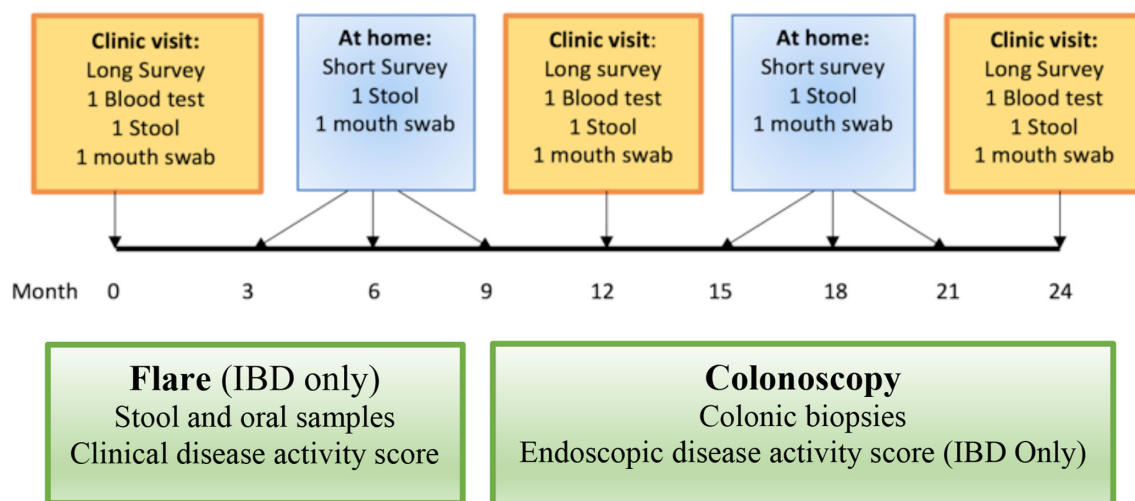 Clinic visit:
Long Survey
1 Blood test
1 Stool
1 mouth swab
At home:
Short Survey
1 Stool
1 mouth swab
Clinic visit:
Long survey
1 Blood test
1 Stool
1 mouth swab
At home:
Short survey
1 Stool
1 mouth swab
Clinic visit:
Long Survey
1 Blood test
1 Stool
1 mouth swab
Month 0 3 6 9 12 15 18 21 24
Flare (IBD only)
Stool and oral samples
Clinical disease activity score
Colonoscopy
Colonic biopsies
Endoscopic disease activity score (IBD Only)